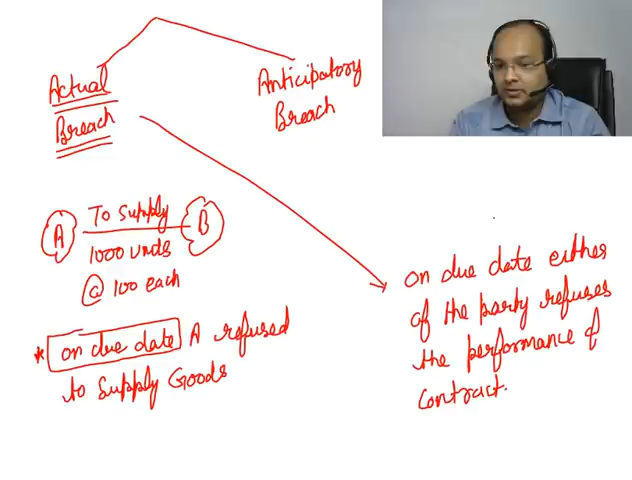 Actual
Breach
Anticipatory
Breach
A To Supply B
1000 units
@ 100 each
* on due date A refused
to Supply Goods
on due date either
of the party refuses
the performance of
contract.